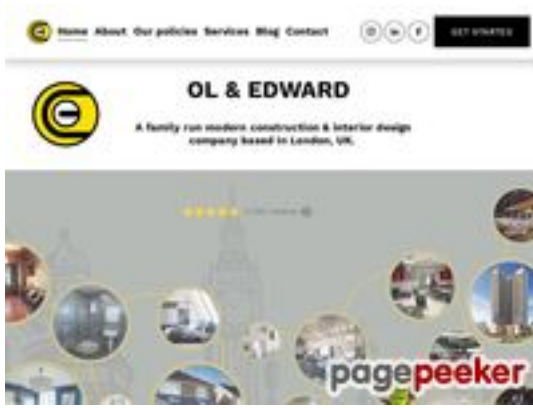 Home About Our policies Services Blog Contact
GET STARTED
OL & EDWARD
A family run modern construction & interior design
company based in London, UK.
pagepeeker